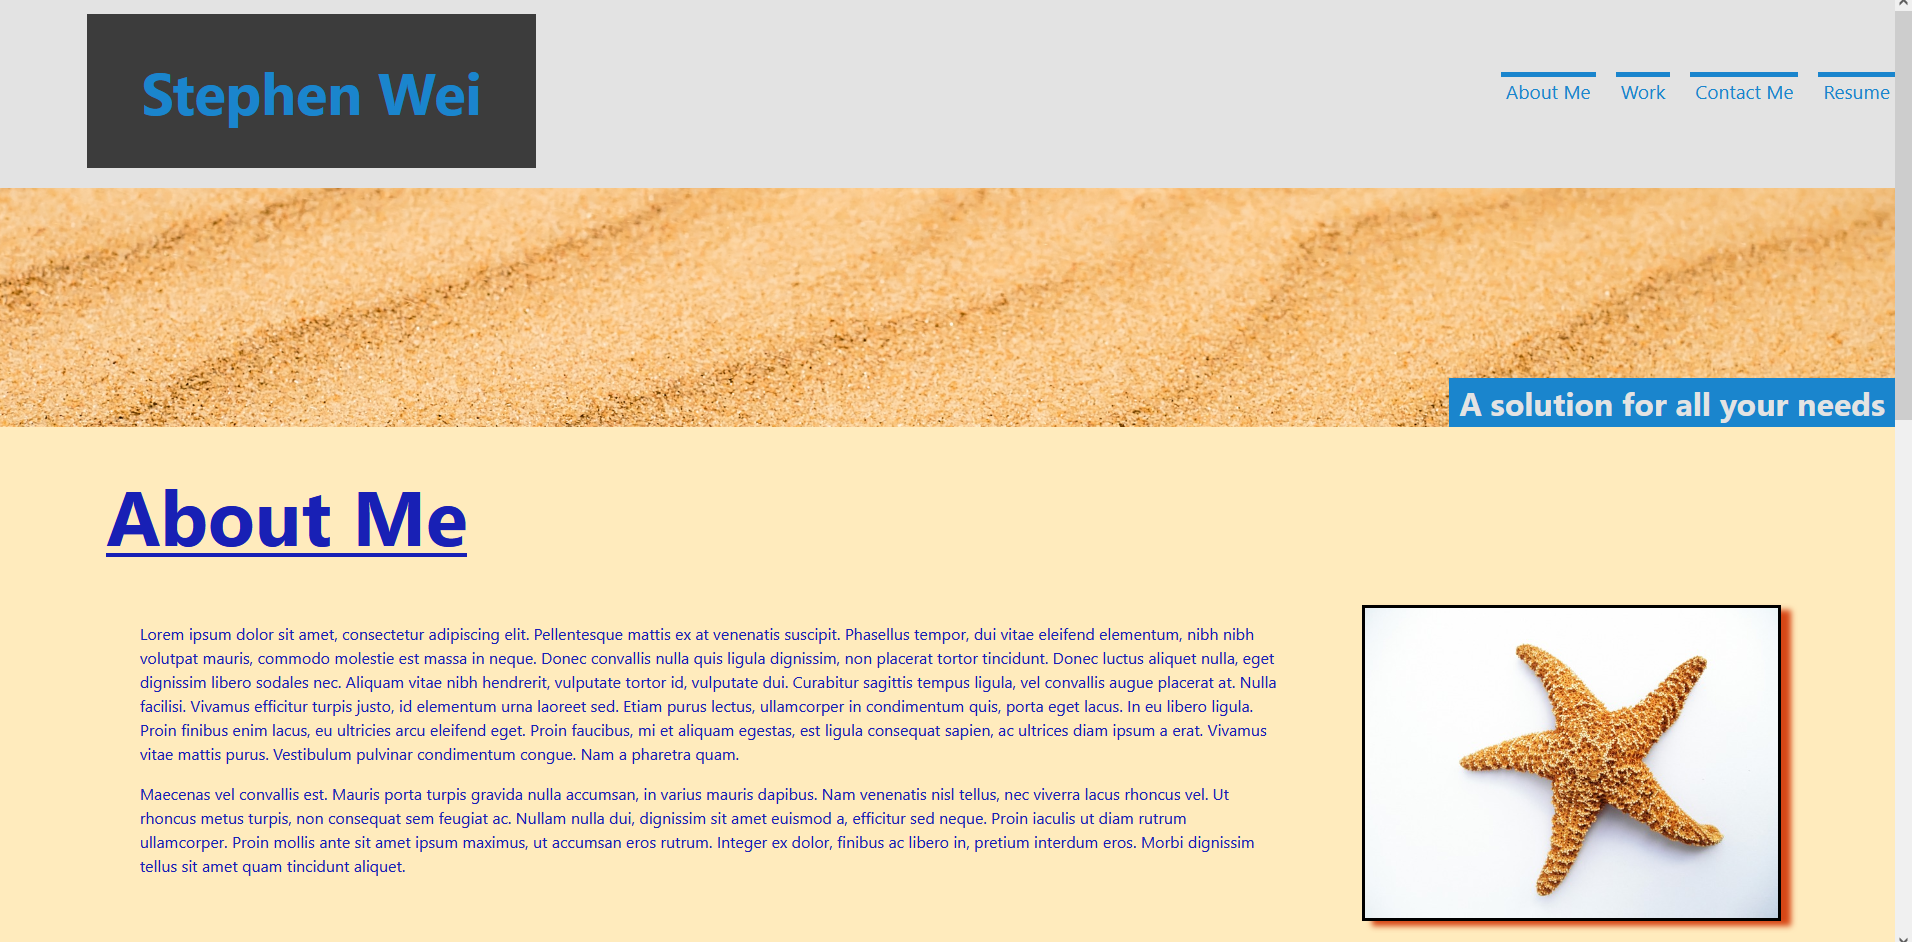 Stephen Wei
About Me
Work
Contact Me
Resume
A solution for all your needs
About Me
Lorem ipsum dolor sit amet, consectetur adipiscing elit. Pellentesque mattis ex at venenatis suscipit. Phasellus tempor, dui vitae eleifend elementum, nibh nibh
volutpat mauris, commodo molestie est massa in neque. Donec convallis nulla quis ligula dignissim, non placerat tortor tincidunt. Donec luctus aliquet nulla, eget
dignissim libero sodales nec. Aliquam vitae nibh hendrerit, vulputate tortor id, vulputate dui. Curabitur sagittis tempus ligula, vel convallis augue placerat at. Nulla
facilisi. Vivamus efficitur turpis justo, id elementum urna laoreet sed. Etiam purus lectus, ullamcorper in condimentum quis, porta eget lacus. In eu libero ligula.
Proin finibus enim lacus, eu ultricies arcu eleifend eget. Proin faucibus, mi et aliquam egestas, est ligula consequat sapien, ac ultrices diam ipsum a erat. Vivamus
vitae mattis purus. Vestibulum pulvinar condimentum congue. Nam a pharetra quam.
Maecenas vel convallis est. Mauris porta turpis gravida nulla accumsan, in varius mauris dapibus. Nam venenatis nisl tellus, nec viverra lacus rhoncus vel. Ut
rhoncus metus turpis, non consequat sem feugiat ac. Nullam nulla dui, dignissim sit amet euismod a, efficitur sed neque. Proin iaculis ut diam rutrum
ullamcorper. Proin mollis ante sit amet ipsum maximus, ut accumsan eros rutrum. Integer ex dolor, finibus ac libero in, pretium interdum eros. Morbi dignissim
tellus sit amet quam tincidunt aliquet.